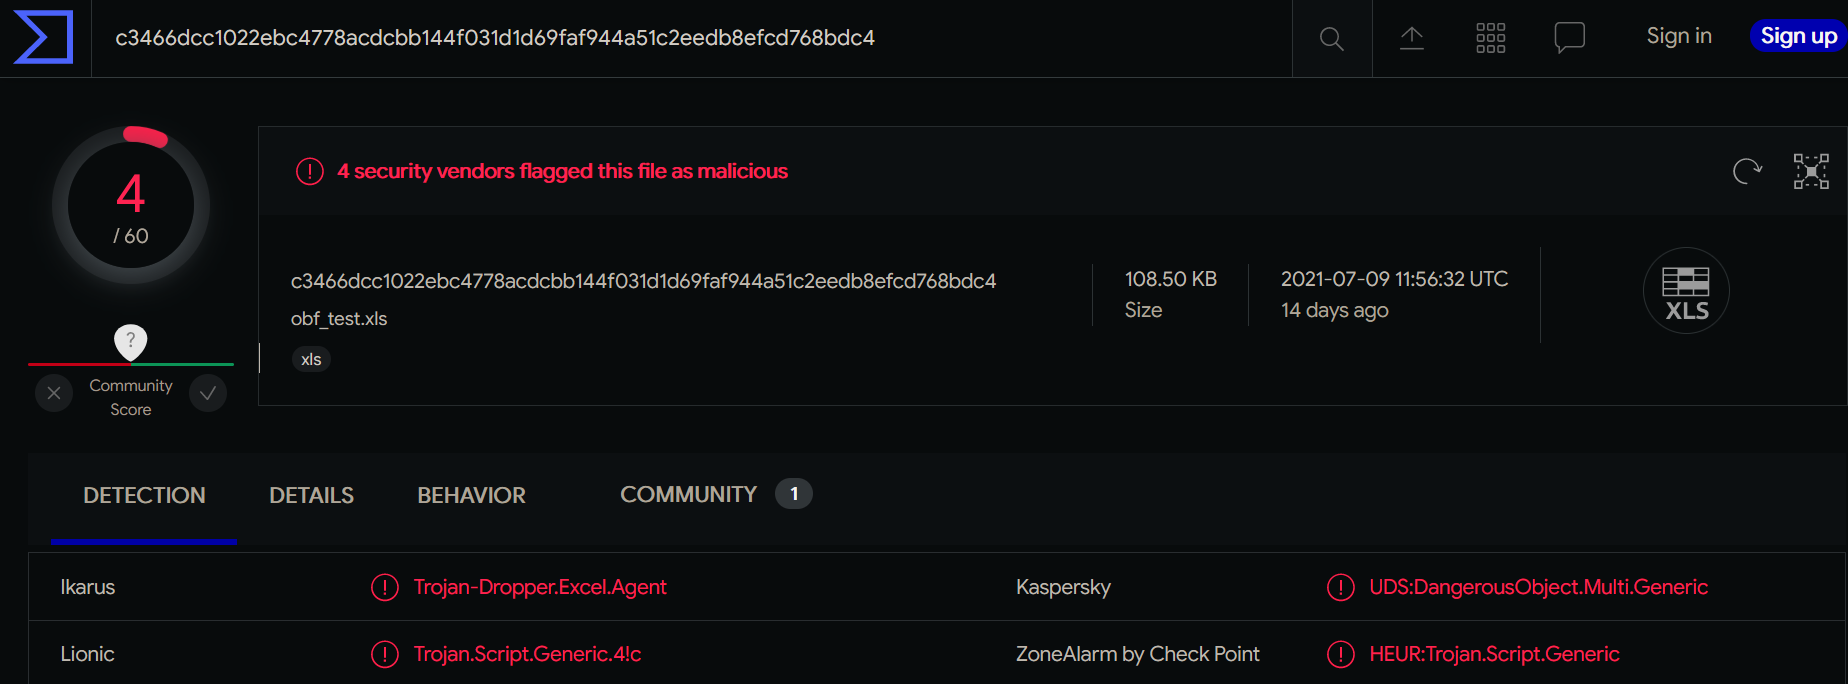 c3466dcc1022ebc4778acdcbb144f031d1d69faf944a51c2eedb8efcd768bdc4
Sign in
Sign up
4
/ 60
4 security vendors flagged this file as malicious
c3466dcc1022ebc4778acdcbb144f031d1d69faf944a51c2eedb8efcd768bdc4
obf_test.xls
xls
108.50 KB
Size
2021-07-09 11:56:32 UTC
14 days ago
XLS
?
Community
Score
DETECTION
DETAILS
BEHAVIOR
COMMUNITY
1
Ikarus
Trojan-Dropper.Excel.Agent
Kaspersky
UDS:DangerousObject.Multi.Generic
Lionic
Trojan.Script.Generic.4!c
ZoneAlarm by Check Point
HEUR:Trojan.Script.Generic